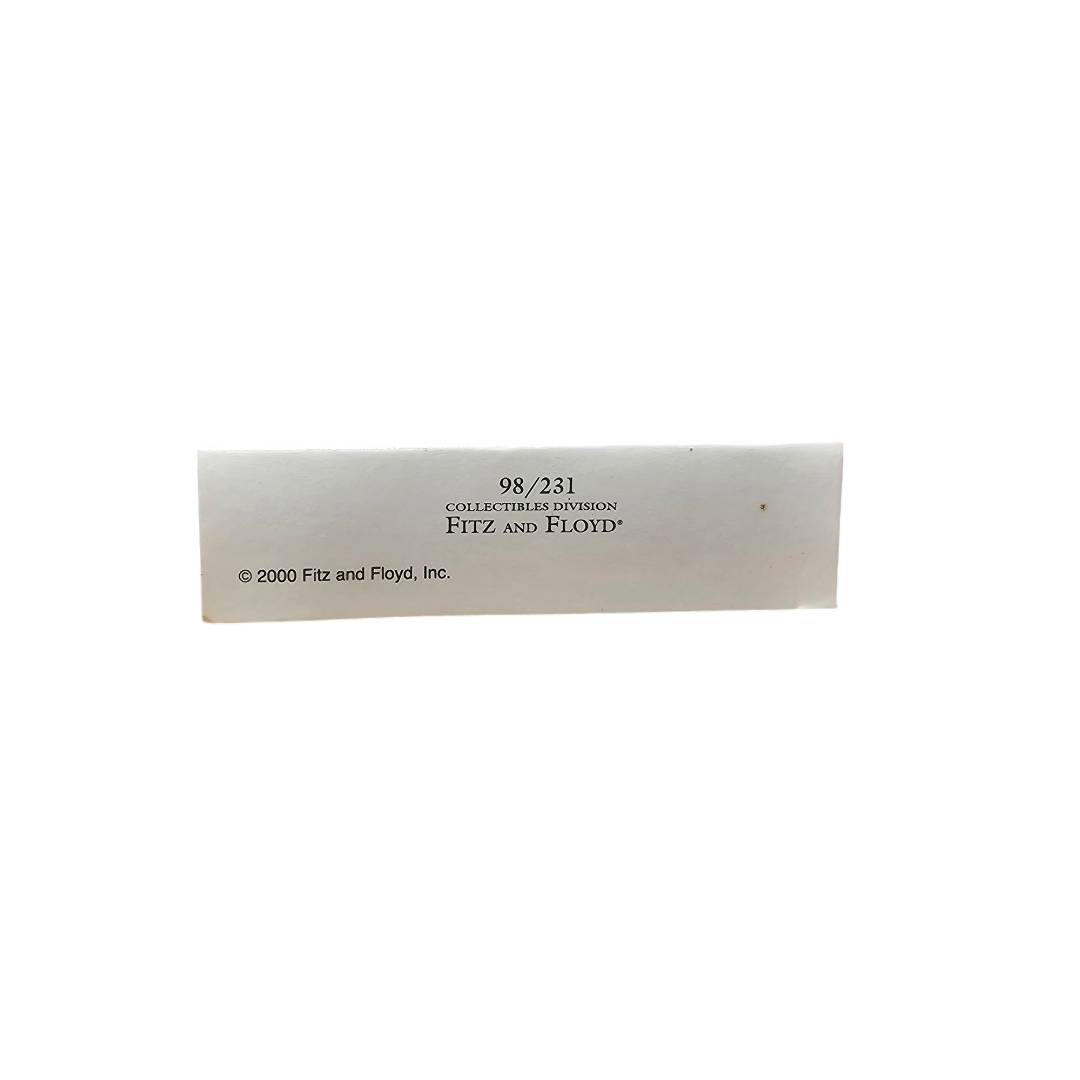 98/231
COLLECTIBLES DIVISION
FITZ AND FLOYD®
© 2000 Fitz and Floyd, Inc.